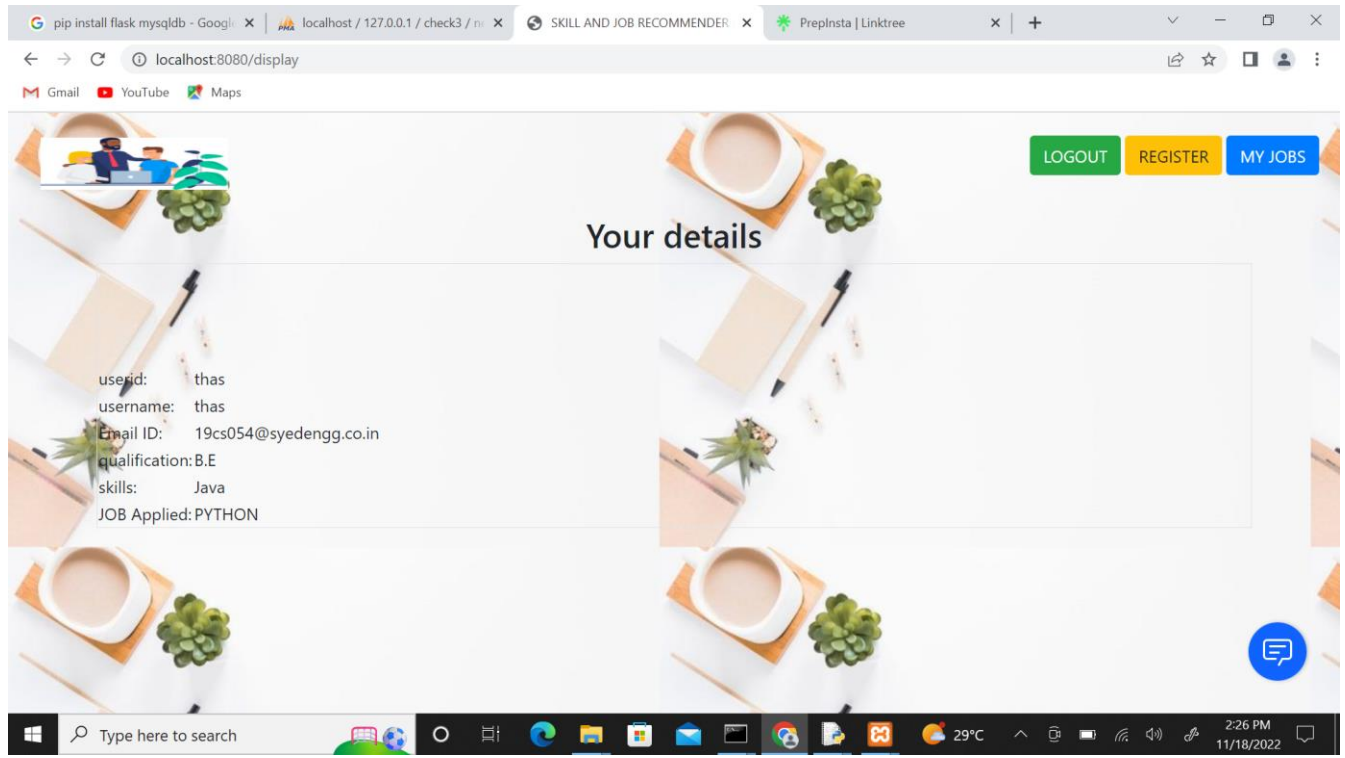 pip install flask mysqldb - Googl
localhost / 127.0.0.1 / check3 / n
SKILL AND JOB RECOMMENDER
PrepInsta | Linktree
localhost:8080/display
Gmail
YouTube
Maps
LOGOUT
REGISTER
MY JOBS
Your details
userid: thas
username: thas
Email ID: 19cs054@syedengg.co.in
qualification: B.E
skills: Java
JOB Applied: PYTHON
Type here to search
29°C
2:26 PM
11/18/2022